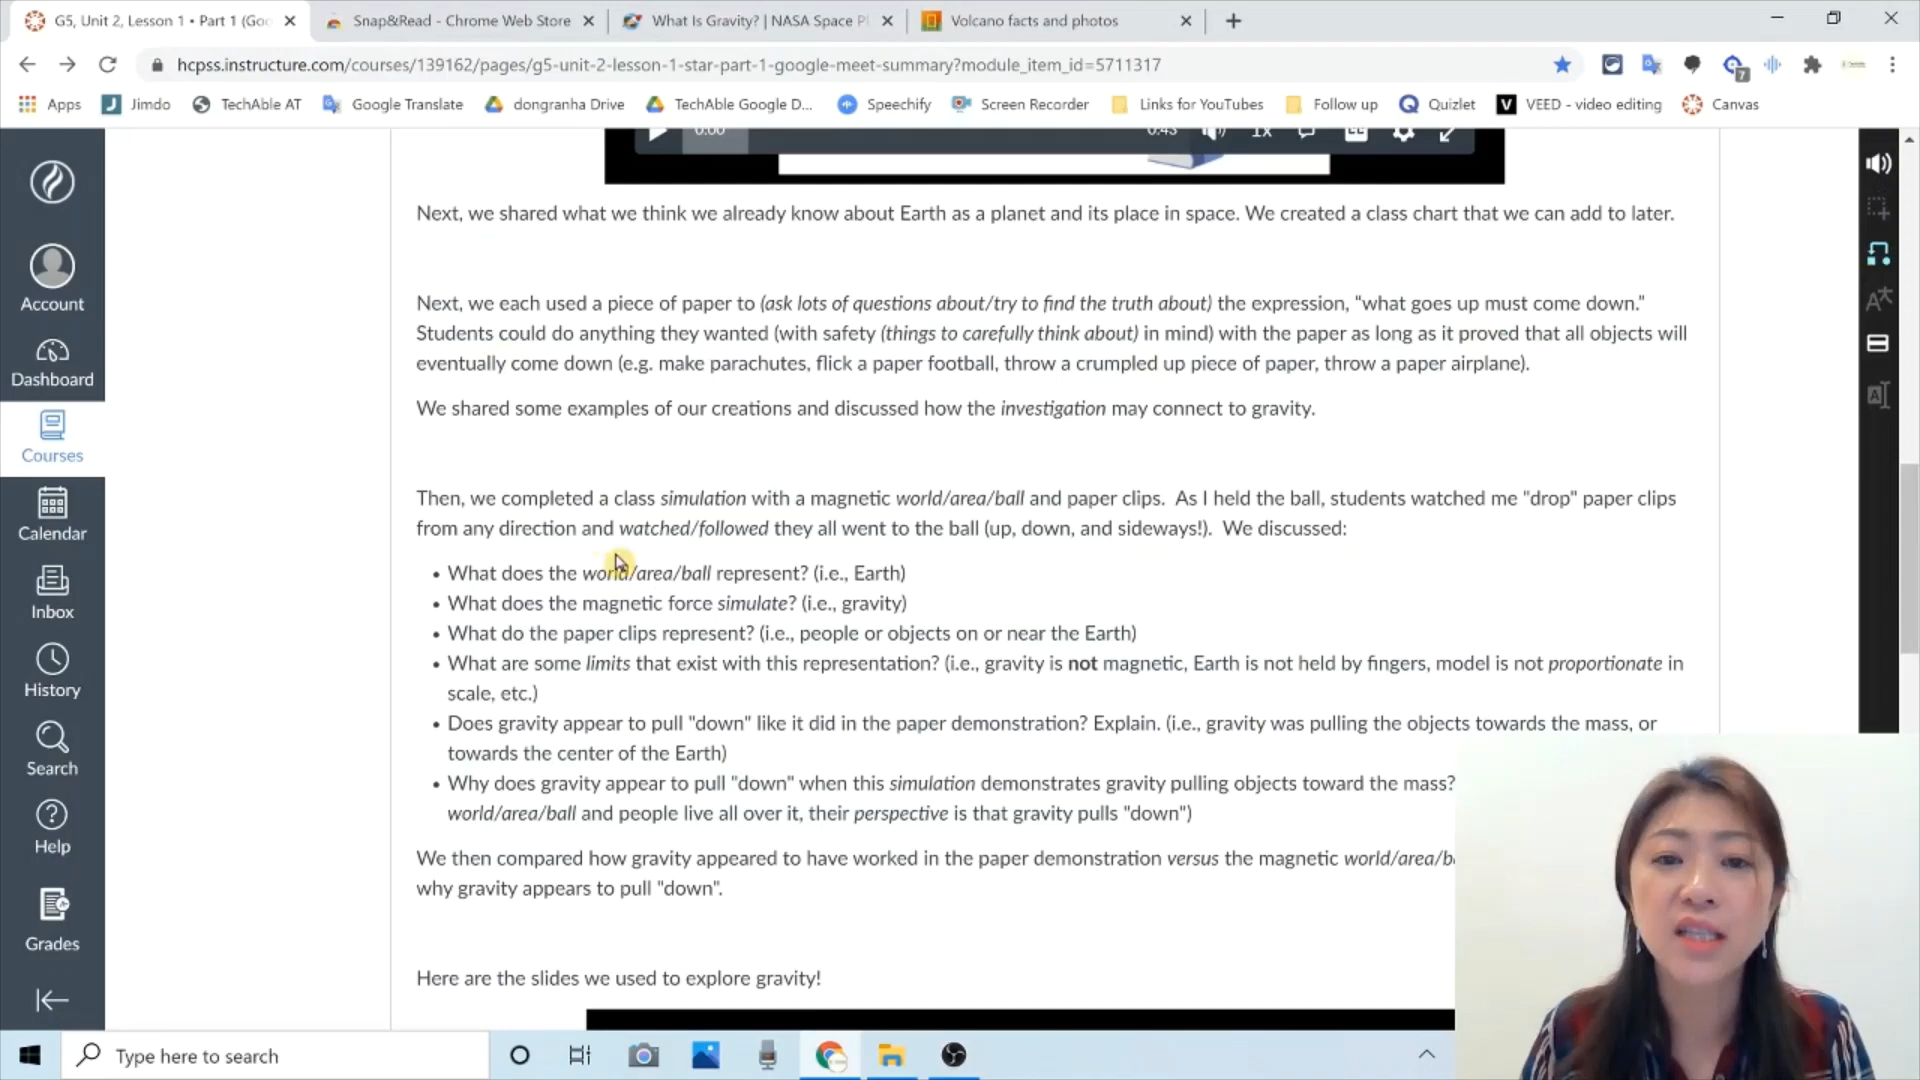 G5, Unit 2, Lesson 1 • Part 1 (Goo
Snap&Read - Chrome Web Store
What Is Gravity? | NASA Space Pl
Volcano facts and photos
hcpss.instructure.com/courses/139162/pages/g5-unit-2-lesson-1-star-part-1-google-meet-summary?module_item_id=5711317
7
Apps
Jimdo
TechAble AT
Google Translate
dongranha Drive
TechAble Google D...
Speechify
Screen Recorder
Links for YouTubes
Follow up
Quizlet
VEED - video editing
Canvas
0:00
0:43
1x
CC
Account
Dashboard
Courses
Calendar
Inbox
History
Search
Help
Grades
Next, we shared what we think we already know about Earth as a planet and its place in space. We created a class chart that we can add to later.
Next, we each used a piece of paper to (ask lots of questions about/try to find the truth about) the expression, “what goes up must come down.”
Students could do anything they wanted (with safety (things to carefully think about) in mind) with the paper as long as it proved that all objects will
eventually come down (e.g. make parachutes, flick a paper football, throw a crumpled up piece of paper, throw a paper airplane).
We shared some examples of our creations and discussed how the investigation may connect to gravity.
Then, we completed a class simulation with a magnetic world/area/ball and paper clips. As I held the ball, students watched me "drop" paper clips
from any direction and watched/followed they all went to the ball (up, down, and sideways!). We discussed:
• What does the world/area/ball represent? (i.e., Earth)
• What does the magnetic force simulate? (i.e., gravity)
• What do the paper clips represent? (i.e., people or objects on or near the Earth)
• What are some limits that exist with this representation? (i.e., gravity is not magnetic, Earth is not held by fingers, model is not proportionate in
scale, etc.)
• Does gravity appear to pull "down" like it did in the paper demonstration? Explain. (i.e., gravity was pulling the objects towards the mass, or
towards the center of the Earth)
• Why does gravity appear to pull "down" when this simulation demonstrates gravity pulling objects toward the mass?
world/area/ball and people live all over it, their perspective is that gravity pulls "down")
We then compared how gravity appeared to have worked in the paper demonstration versus the magnetic world/area/b
why gravity appears to pull "down".
Here are the slides we used to explore gravity!
Type here to search